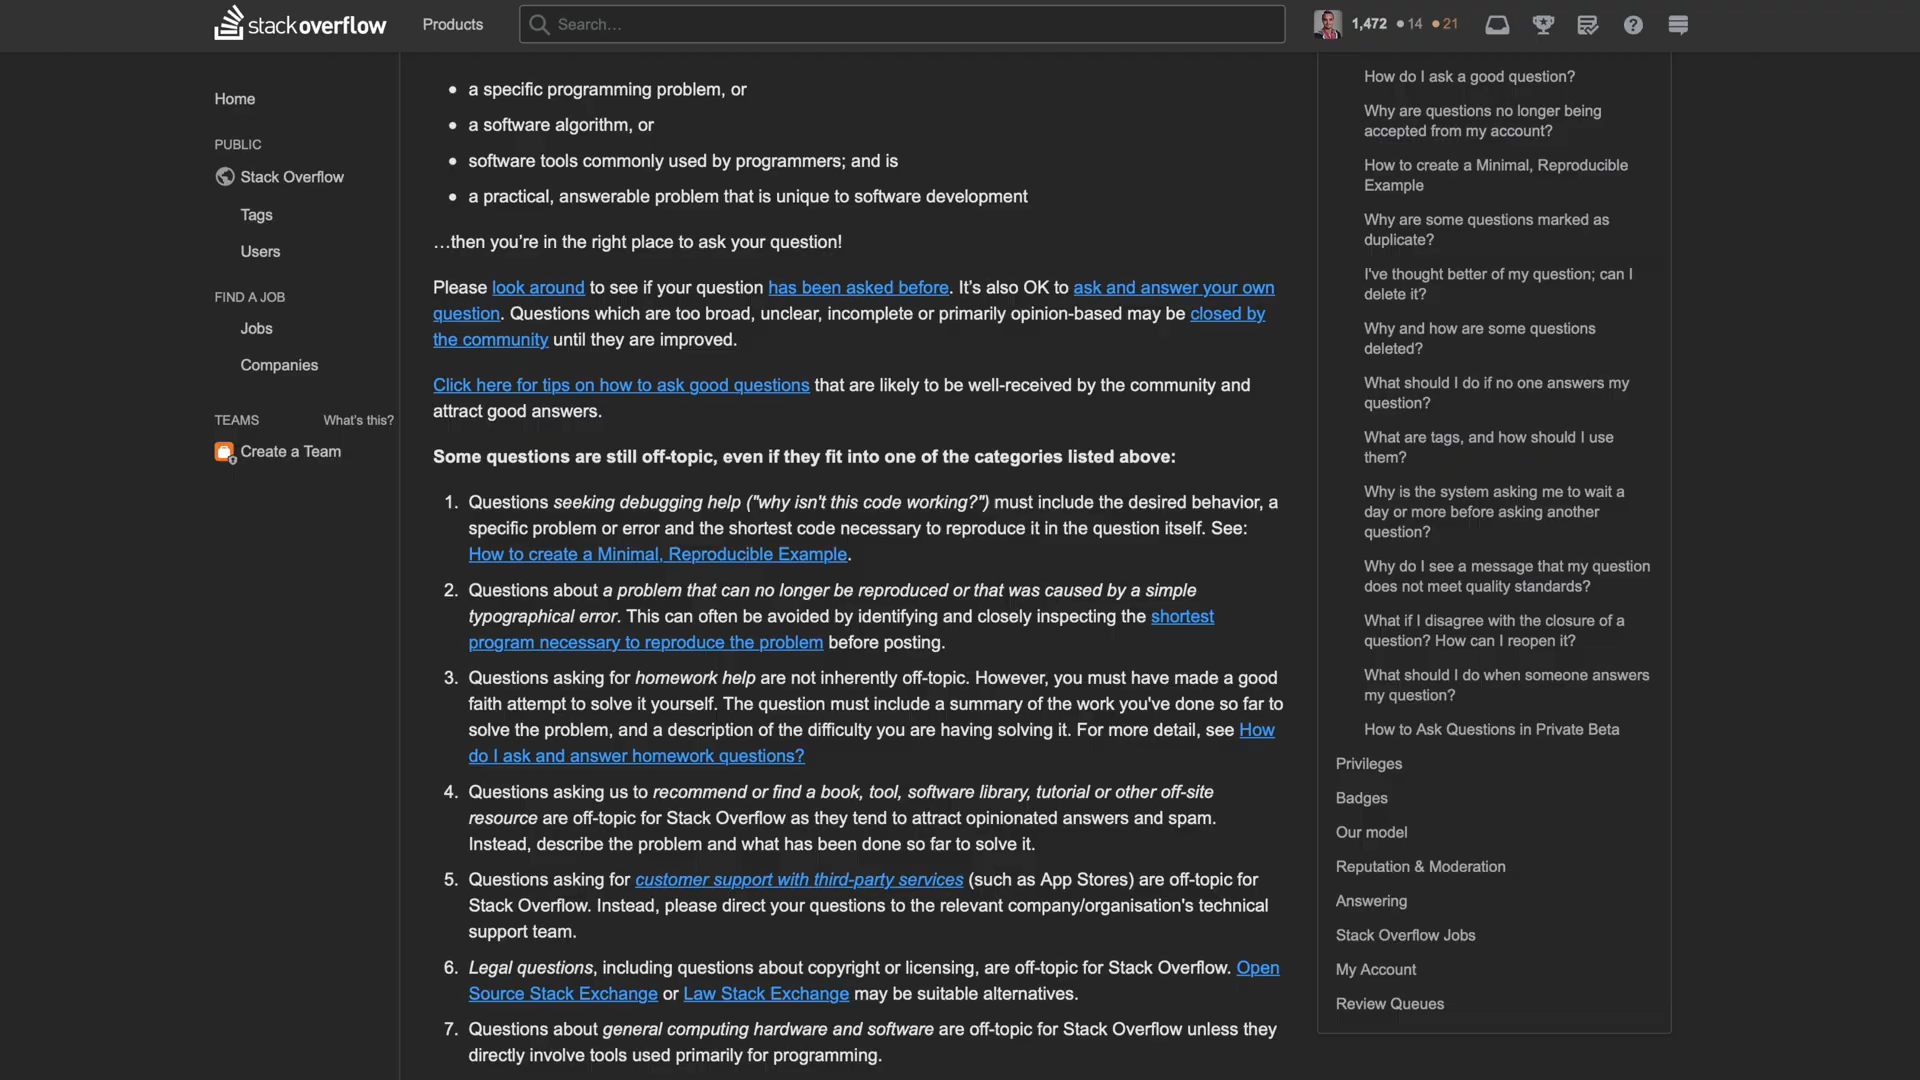 stackoverflow
Products
Search...
1,472 14 21
Home
PUBLIC
Stack Overflow
Tags
Users
FIND A JOB
Jobs
Companies
TEAMS What's this?
Create a Team
• a specific programming problem, or
• a software algorithm, or
• software tools commonly used by programmers; and is
• a practical, answerable problem that is unique to software development
…then you’re in the right place to ask your question!
Please look around to see if your question has been asked before. It’s also OK to ask and answer your own
question. Questions which are too broad, unclear, incomplete or primarily opinion-based may be closed by
the community until they are improved.
Click here for tips on how to ask good questions that are likely to be well-received by the community and
attract good answers.
Some questions are still off-topic, even if they fit into one of the categories listed above:
1. Questions seeking debugging help ("why isn't this code working?") must include the desired behavior, a
specific problem or error and the shortest code necessary to reproduce it in the question itself. See:
How to create a Minimal, Reproducible Example.
2. Questions about a problem that can no longer be reproduced or that was caused by a simple
typographical error. This can often be avoided by identifying and closely inspecting the shortest
program necessary to reproduce the problem before posting.
3. Questions asking for homework help are not inherently off-topic. However, you must have made a good
faith attempt to solve it yourself. The question must include a summary of the work you've done so far to
solve the problem, and a description of the difficulty you are having solving it. For more detail, see How
do I ask and answer homework questions?
4. Questions asking us to recommend or find a book, tool, software library, tutorial or other off-site
resource are off-topic for Stack Overflow as they tend to attract opinionated answers and spam.
Instead, describe the problem and what has been done so far to solve it.
5. Questions asking for customer support with third-party services (such as App Stores) are off-topic for
Stack Overflow. Instead, please direct your questions to the relevant company/organisation's technical
support team.
6. Legal questions, including questions about copyright or licensing, are off-topic for Stack Overflow. Open
Source Stack Exchange or Law Stack Exchange may be suitable alternatives.
7. Questions about general computing hardware and software are off-topic for Stack Overflow unless they
directly involve tools used primarily for programming.
How do I ask a good question?
Why are questions no longer being
accepted from my account?
How to create a Minimal, Reproducible
Example
Why are some questions marked as
duplicate?
I've thought better of my question; can I
delete it?
Why and how are some questions
deleted?
What should I do if no one answers my
question?
What are tags, and how should I use
them?
Why is the system asking me to wait a
day or more before asking another
question?
Why do I see a message that my question
does not meet quality standards?
What if I disagree with the closure of a
question? How can I reopen it?
What should I do when someone answers
my question?
How to Ask Questions in Private Beta
Privileges
Badges
Our model
Reputation & Moderation
Answering
Stack Overflow Jobs
My Account
Review Queues